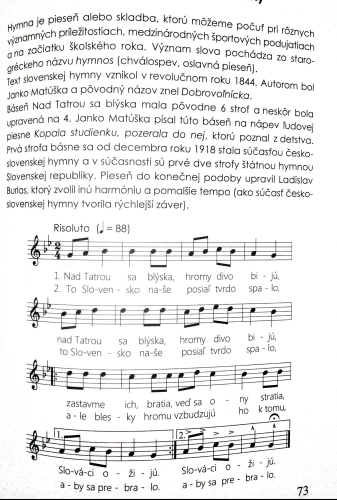 Hymna je pieseň alebo skladba, ktorú môžeme počuť pri rôznych
významných príležitostiach, medzinárodných športových podujatiach
a na začiatku školského roka. Význam slova pochádza zo staro-
gréckeho názvu hymnos (chválospev, oslavná pieseň).
Text slovenskej hymny vznikol v revolučnom roku 1844. Autorom bol
Janko Matúška a pôvodný názov znel Dobrovoľnícka.
Báseň Nad Tatrou sa blýska mala pôvodne 6 strof a neskôr bola
upravená na 4. Janko Matúška písal túto báseň na nápev ľudovej
piesne Kopala studienku, pozerala do nej, ktorú poznal z detstva.
Prvá strofa básne sa od decembra roku 1918 stala súčasťou česko-
slovenskej hymny a v súčasnosti sú prvé dve strofy štátnou hymnou
Slovenskej republiky. Pieseň do konečnej podoby upravil Ladislav
Burlas, ktorý zvolil inú harmóniu a pomalšie tempo (ako súčasť česko-
slovenskej hymny tvorila rýchlejší záver).
Risoluto (♩ = 88)
1. Nad Tatrou sa blýska, hromy divo bi - jú,
2. To Slo-ven - sko na-še posiaľ tvrdo spa - lo,
nad Tatrou sa blýska, hromy divo bi - jú,
to Slo-ven - sko na-še posiaľ tvrdo spa - lo,
zastavme ich, bratia, veď sa o - ny stratia,
a - le bles - ky hromu vzbudzujú ho k tomu,
1. 2.
Slo-vá-ci o - ži - jú. Slo-vá-ci o - ži - jú.
a - by sa pre - bra - lo. a - by sa pre - bra - lo.
73